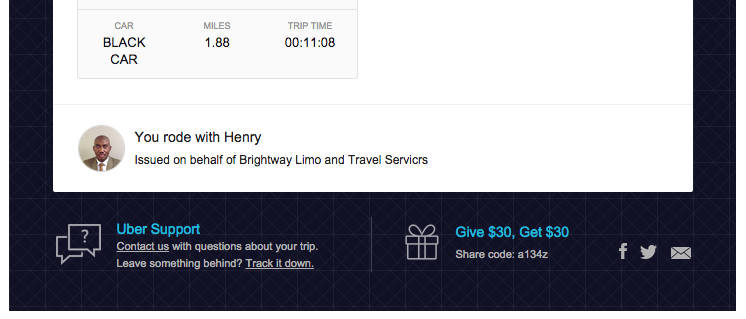 CAR MILES TRIP TIME
BLACK CAR 1.88 00:11:08
You rode with Henry
Issued on behalf of Brightway Limo and Travel Servicrs
?
Uber Support
Contact us with questions about your trip.
Leave something behind? Track it down.
Give $30, Get $30
Share code: a134z